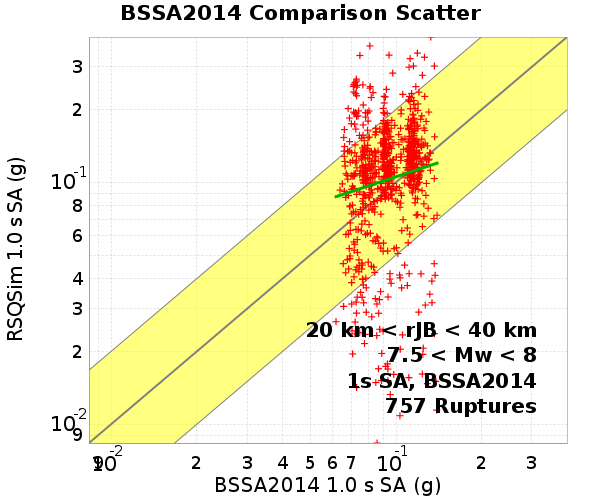 BSSA2014 Comparison Scatter
RSQSim 1.0 s SA (g)
3
2
10-1
8
6
4
3
2
10-2
9
20 km < rJB < 40 km
7.5 < Mw < 8
1s SA, BSSA2014
757 Ruptures
9 10-2 2 3 4 5 6 7 10-1 2 3
BSSA2014 1.0 s SA (g)